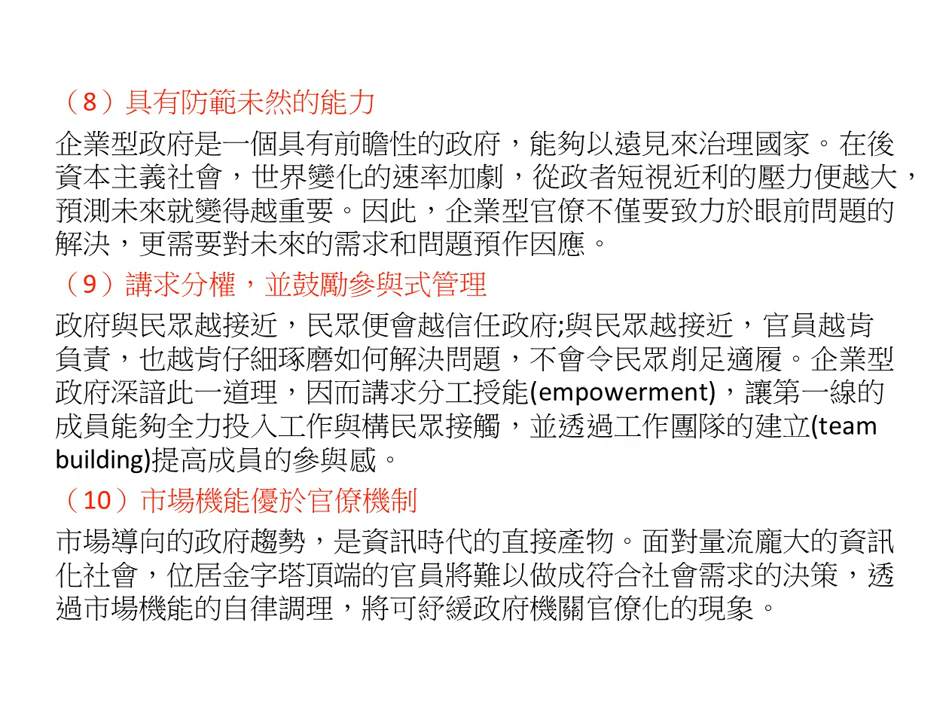 （8）具有防範未然的能力
企業型政府是一個具有前瞻性的政府，能夠以遠見來治理國家。在後
資本主義社會，世界變化的速率加劇，從政者短視近利的壓力便越大，
預測未來就變得越重要。因此，企業型官僚不僅要致力於眼前問題的
解決，更需要對未來的需求和問題預作因應。
（9）講求分權，並鼓勵參與式管理
政府與民眾越接近，民眾便會越信任政府;與民眾越接近，官員越肯
負責，也越肯仔細琢磨如何解決問題，不會令民眾削足適履。企業型
政府深諳此一道理，因而講求分工授能(empowerment)，讓第一線的
成員能夠全力投入工作與構民眾接觸，並透過工作團隊的建立(team
building)提高成員的參與感。
（10）市場機能優於官僚機制
市場導向的政府趨勢，是資訊時代的直接產物。面對量流龐大的資訊
化社會，位居金字塔頂端的官員將難以做成符合社會需求的決策，透
過市場機能的自律調理，將可紓緩政府機關官僚化的現象。